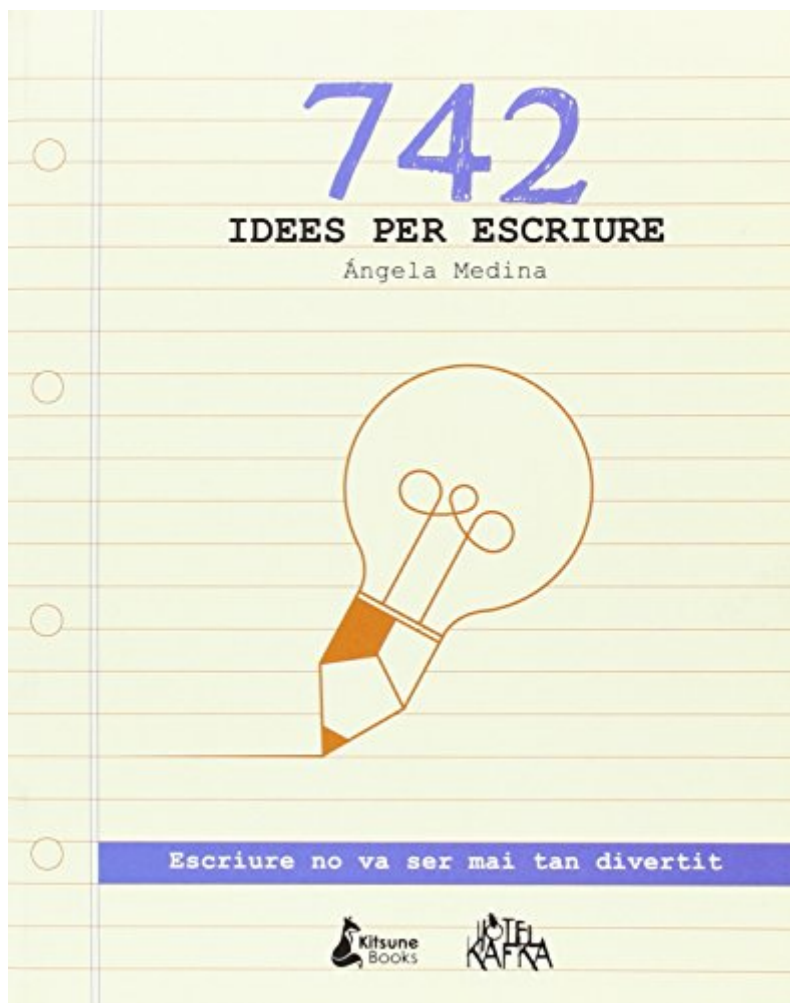 742
IDEES PER ESCRIURE
Ángela Medina
Escriure no va ser mai tan divertit
Kitsune
Books
HOTEL
KAFKA